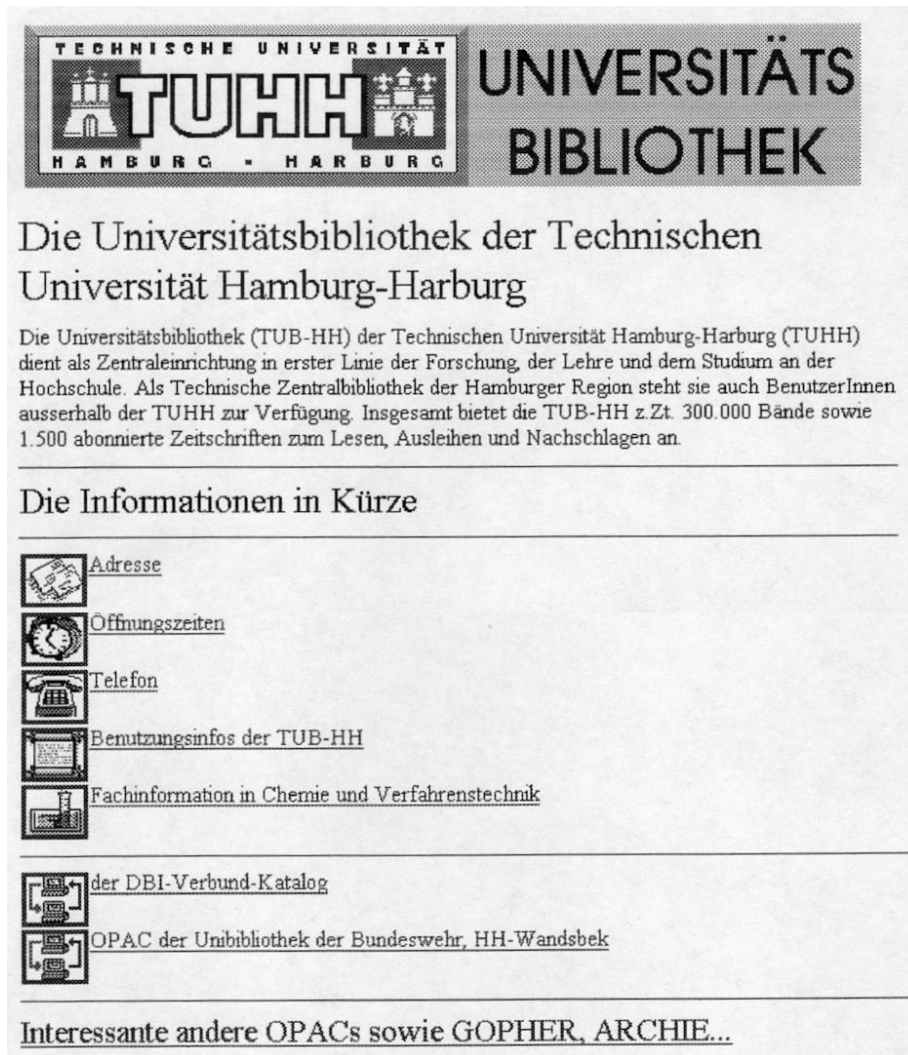 TECHNISCHE UNIVERSITÄT
TUHH
HAMBURG - HARBURG
UNIVERSITÄTS
BIBLIOTHEK
Die Universitätsbibliothek der Technischen
Universität Hamburg-Harburg
Die Universitätsbibliothek (TUB-HH) der Technischen Universität Hamburg-Harburg (TUHH)
dient als Zentraleinrichtung in erster Linie der Forschung, der Lehre und dem Studium an der
Hochschule. Als Technische Zentralbibliothek der Hamburger Region steht sie auch BenutzerInnen
ausserhalb der TUHH zur Verfügung. Insgesamt bietet die TUB-HH z.Zt. 300.000 Bände sowie
1.500 abonnierte Zeitschriften zum Lesen, Ausleihen und Nachschlagen an.
Die Informationen in Kürze
Adresse
Öffnungszeiten
Telefon
Benutzungsinfos der TUB-HH
Fachinformation in Chemie und Verfahrenstechnik
der DBI-Verbund-Katalog
OPAC der Unibibliothek der Bundeswehr, HH-Wandsbek
Interessante andere OPACs sowie GOPHER, ARCHIE...